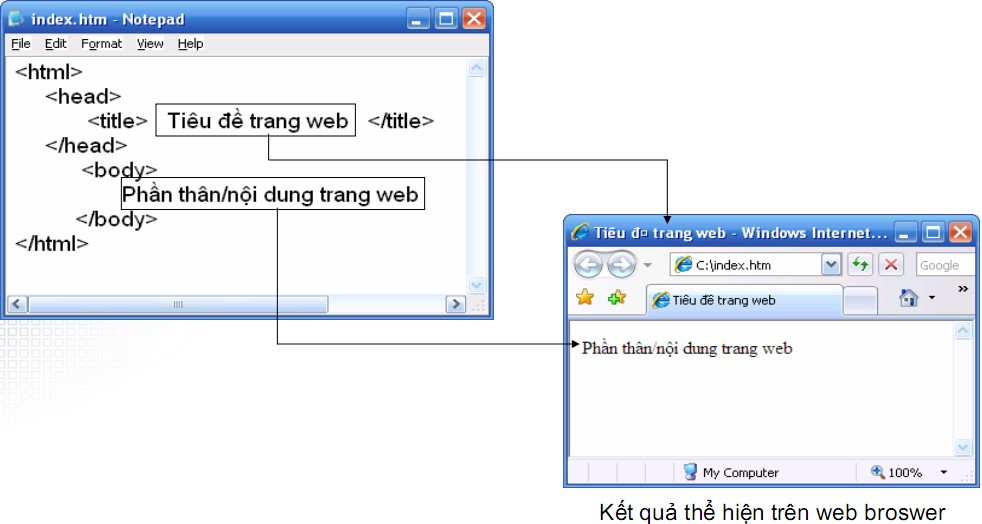 index.htm - Notepad
File Edit Format View Help
<html>
<head>
<title> Tiêu đề trang web </title>
</head>
<body>
Phần thân/nội dung trang web
</body>
</html>
Tiêu đ¤ trang web - Windows Internet...
C:\index.htm Google
Tiêu đề trang web »
Phần thân/nội dung trang web
My Computer 100%
Kết quả thể hiện trên web broswer